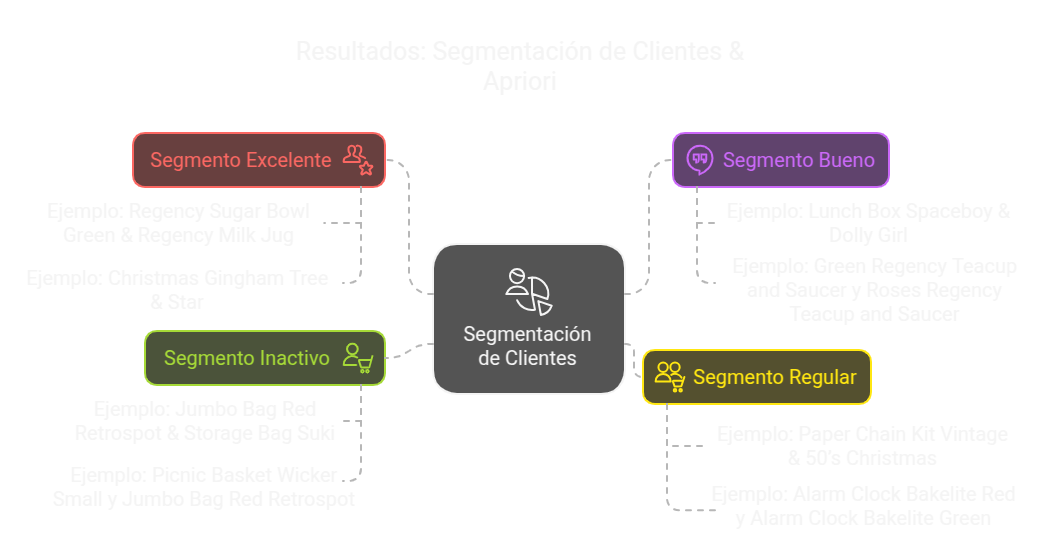 Resultados: Segmentación de Clientes &
Apriori
Segmento Excelente
Ejemplo: Regency Sugar Bowl
Green & Regency Milk Jug
Ejemplo: Christmas Gingham Tree
& Star
Segmento Bueno
Ejemplo: Lunch Box Spaceboy &
Dolly Girl
Ejemplo: Green Regency Teacup
and Saucer y Roses Regency
Teacup and Saucer
Segmentación
de Clientes
Segmento Inactivo
Ejemplo: Jumbo Bag Red
Retrospot & Storage Bag Suki
Ejemplo: Picnic Basket Wicker
Small y Jumbo Bag Red Retrospot
Segmento Regular
Ejemplo: Paper Chain Kit Vintage
& 50's Christmas
Ejemplo: Alarm Clock Bakelite Red
y Alarm Clock Bakelite Green